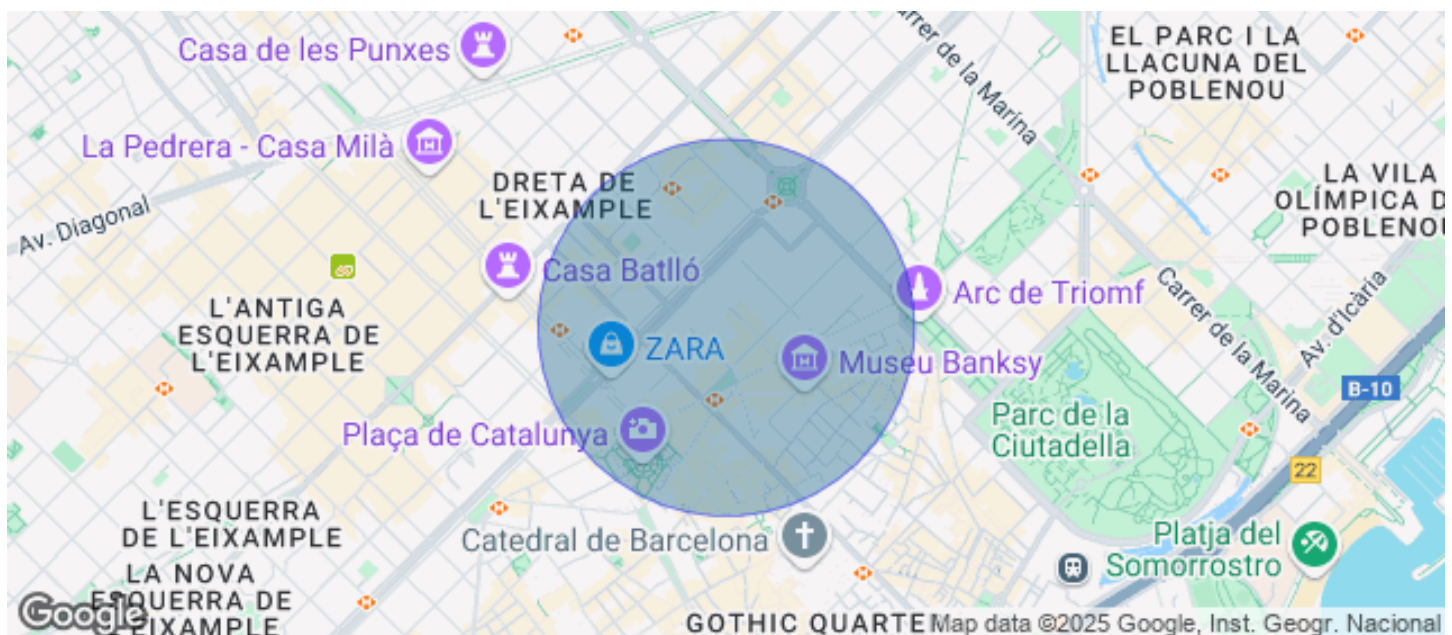 Casa de les Punxes
Carrer de la Marina
EL PARC I LA
LLACUNA DEL
POBLENOU
La Pedrera - Casa Milà
DRETA DE
L'EIXAMPLE
LA VILA
OLÍMPICA D
POBLENOU
Av. Diagonal
Casa Batlló
Arc de Triomf
L'ANTIGA
ESQUERRA DE
L'EIXAMPLE
ZARA
Museu Banksy
Carrer de la Marina
Av. d'Icària
B-10
Plaça de Catalunya
Parc de la
Ciutadella
22
L'ESQUERRA
DE L'EIXAMPLE
Catedral de Barcelona
Platja del
Somorrostro
LA NOVA
ESQUERRA DE
L'EIXAMPLE
Google
GOTHIC QUARTE
Map data ©2025 Google, Inst. Geogr. Nacional